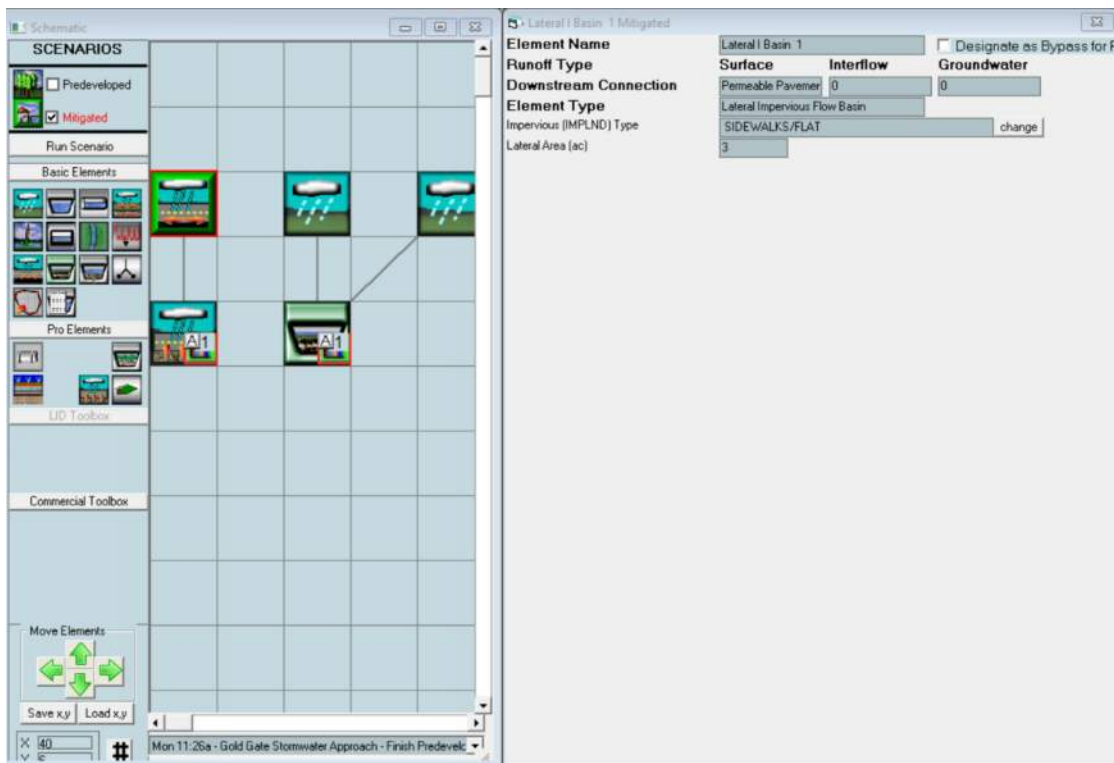 Schematic
SCENARIOS
Predeveloped
Mitigated
Run Scenario
Basic Elements
Pro Elements
LID Toolbox
Commercial Toolbox
Move Elements
Save x,y Load x,y
X 40
Y 6
#
A 1
A 1
Mon 11:26a - Gold Gate Stormwater Approach - Finish Predevelc
Lateral I Basin 1 Mitigated
Element Name Lateral I Basin 1 Designate as Bypass for P
Runoff Type Surface Interflow Groundwater
Downstream Connection Permeable Pavemer 0 0
Element Type Lateral Impervious Flow Basin
Impervious (IMPLND) Type SIDEWALKS/FLAT change
Lateral Area (ac) 3